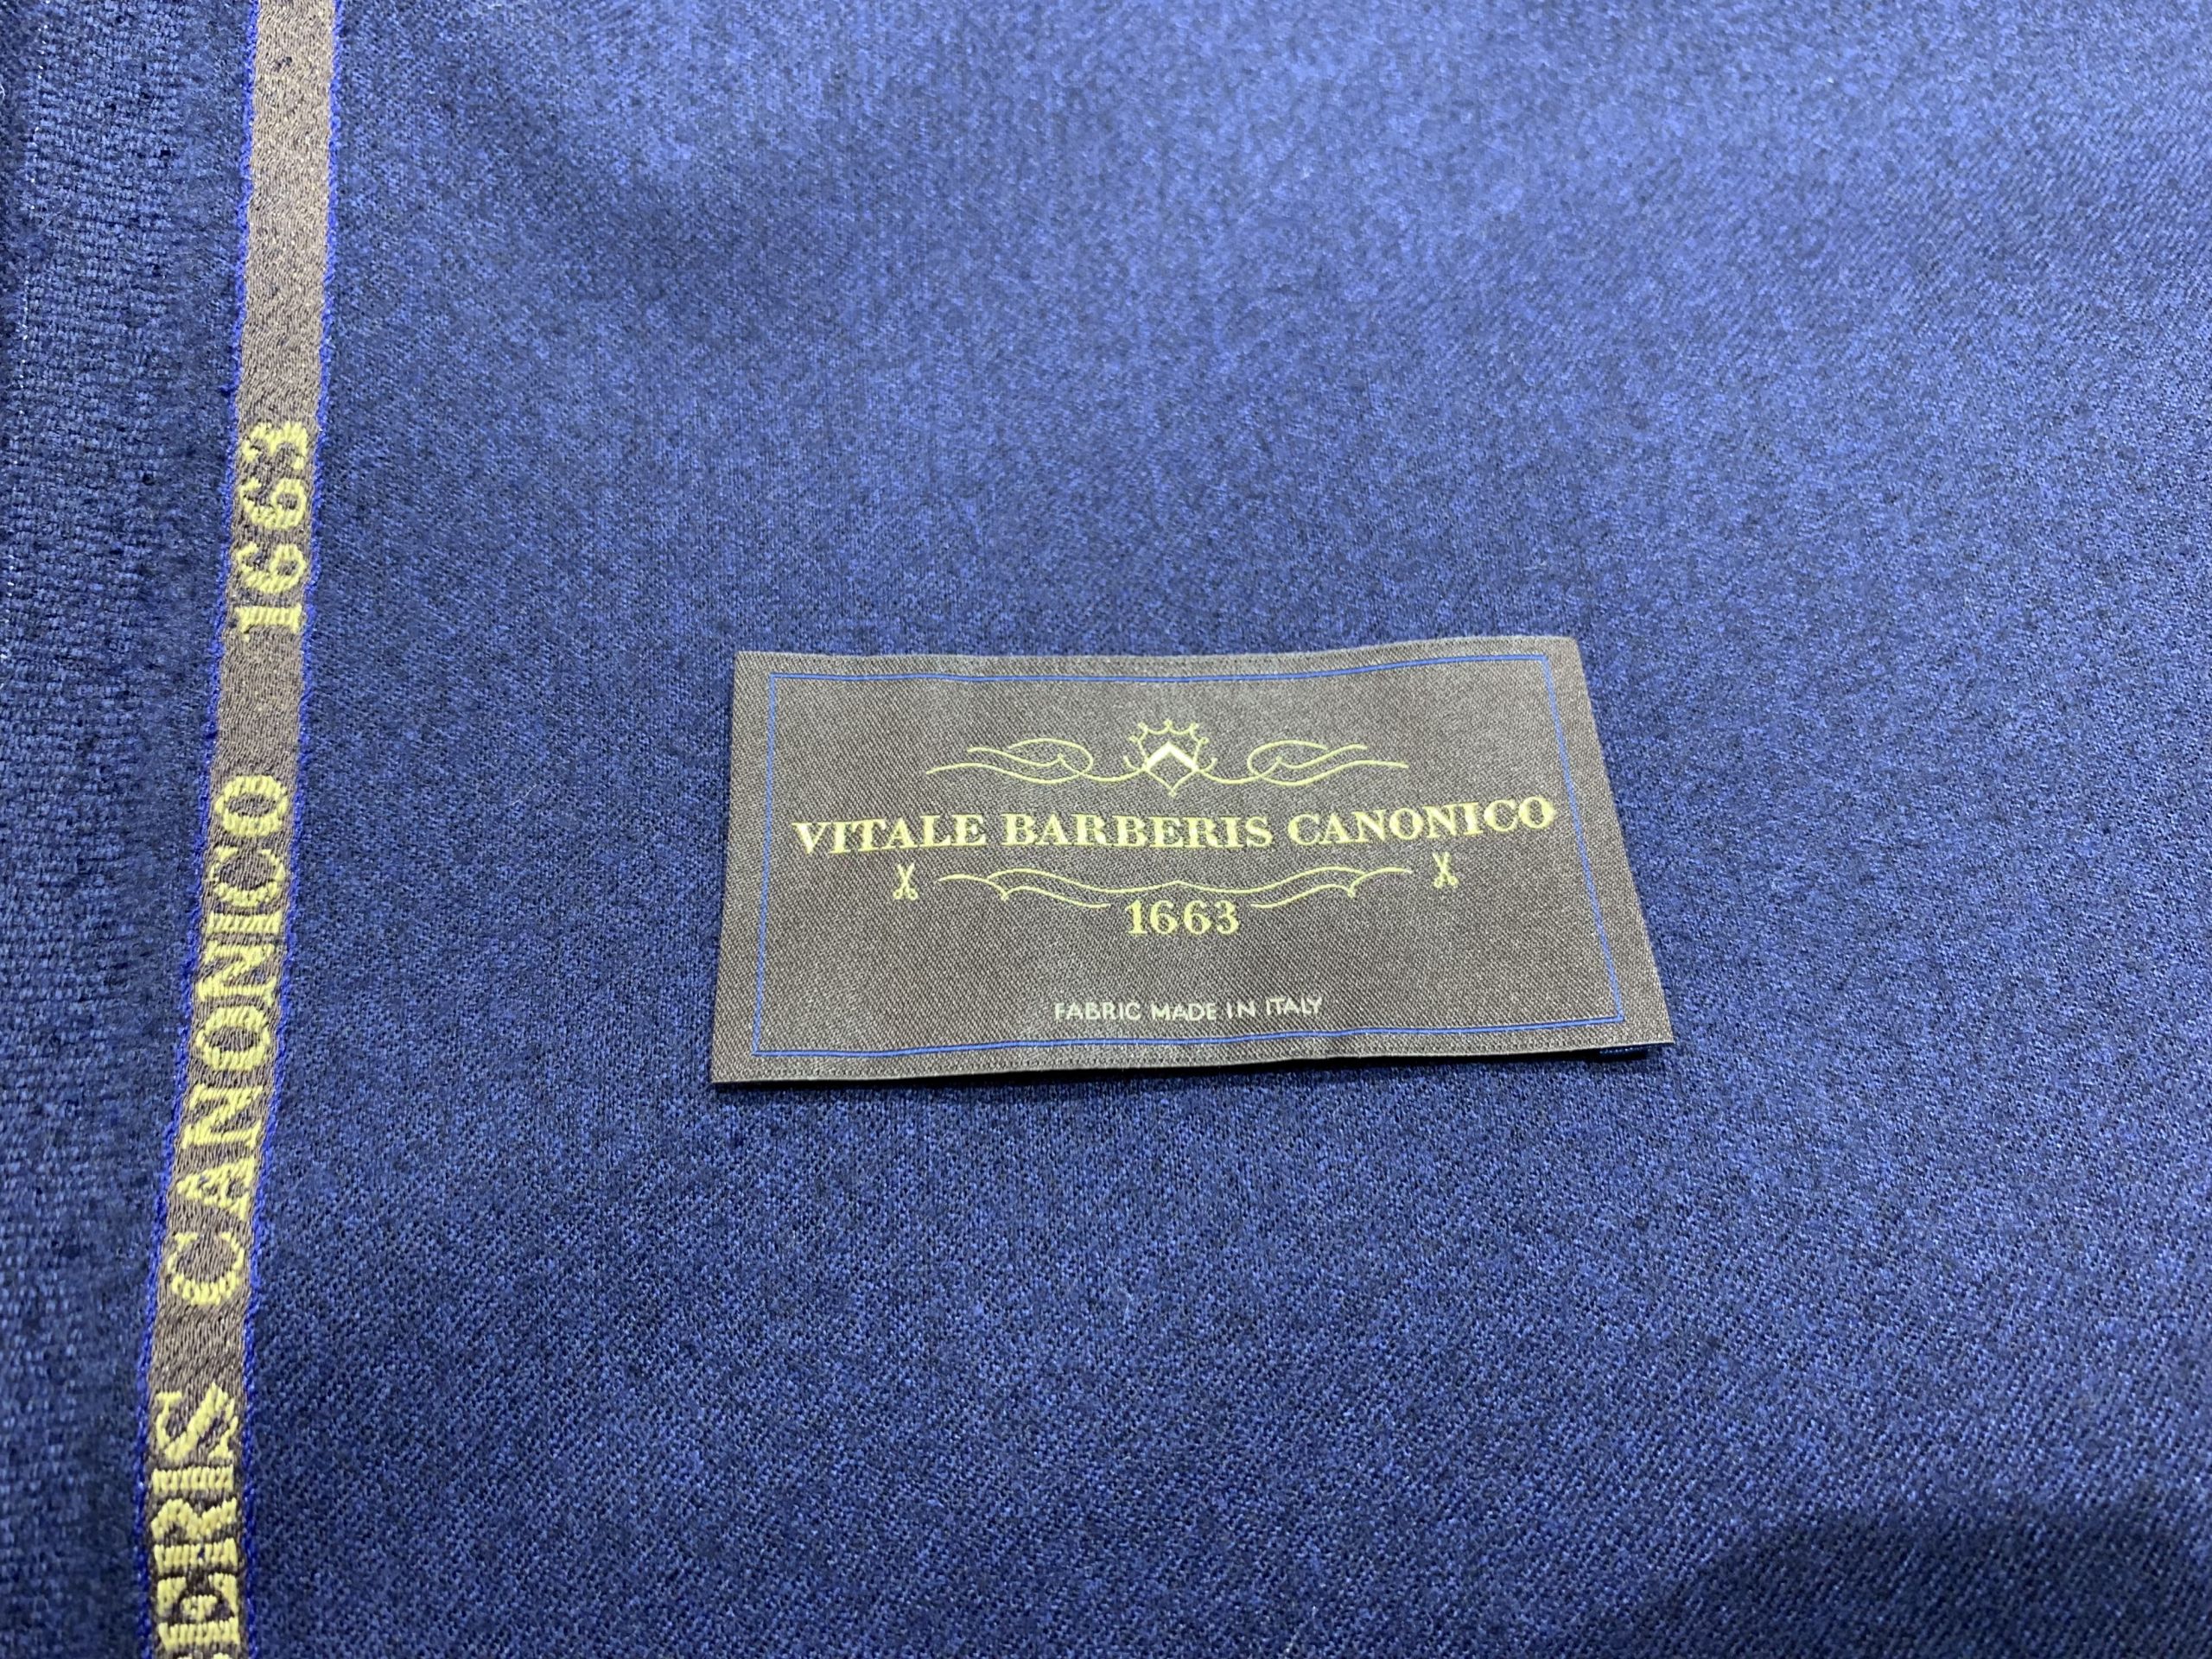 VITALE BARBERIS CANONICO
1663
FABRIC MADE IN ITALY
ERIS CANONICO 1663